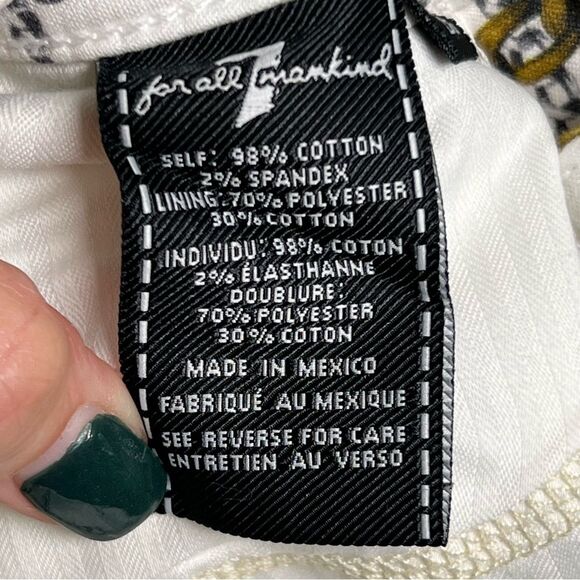 for all 7 mankind
SELF: 98% COTTON
2% SPANDEX
LINING: 70% POLYESTER
30% COTTON
INDIVIDU: 98% COTON
2% ÉLASTHANNE
DOUBLURE:
70% POLYESTER
30% COTON
MADE IN MEXICO
FABRIQUÉ AU MEXIQUE
SEE REVERSE FOR CARE
ENTRETIEN AU VERSO